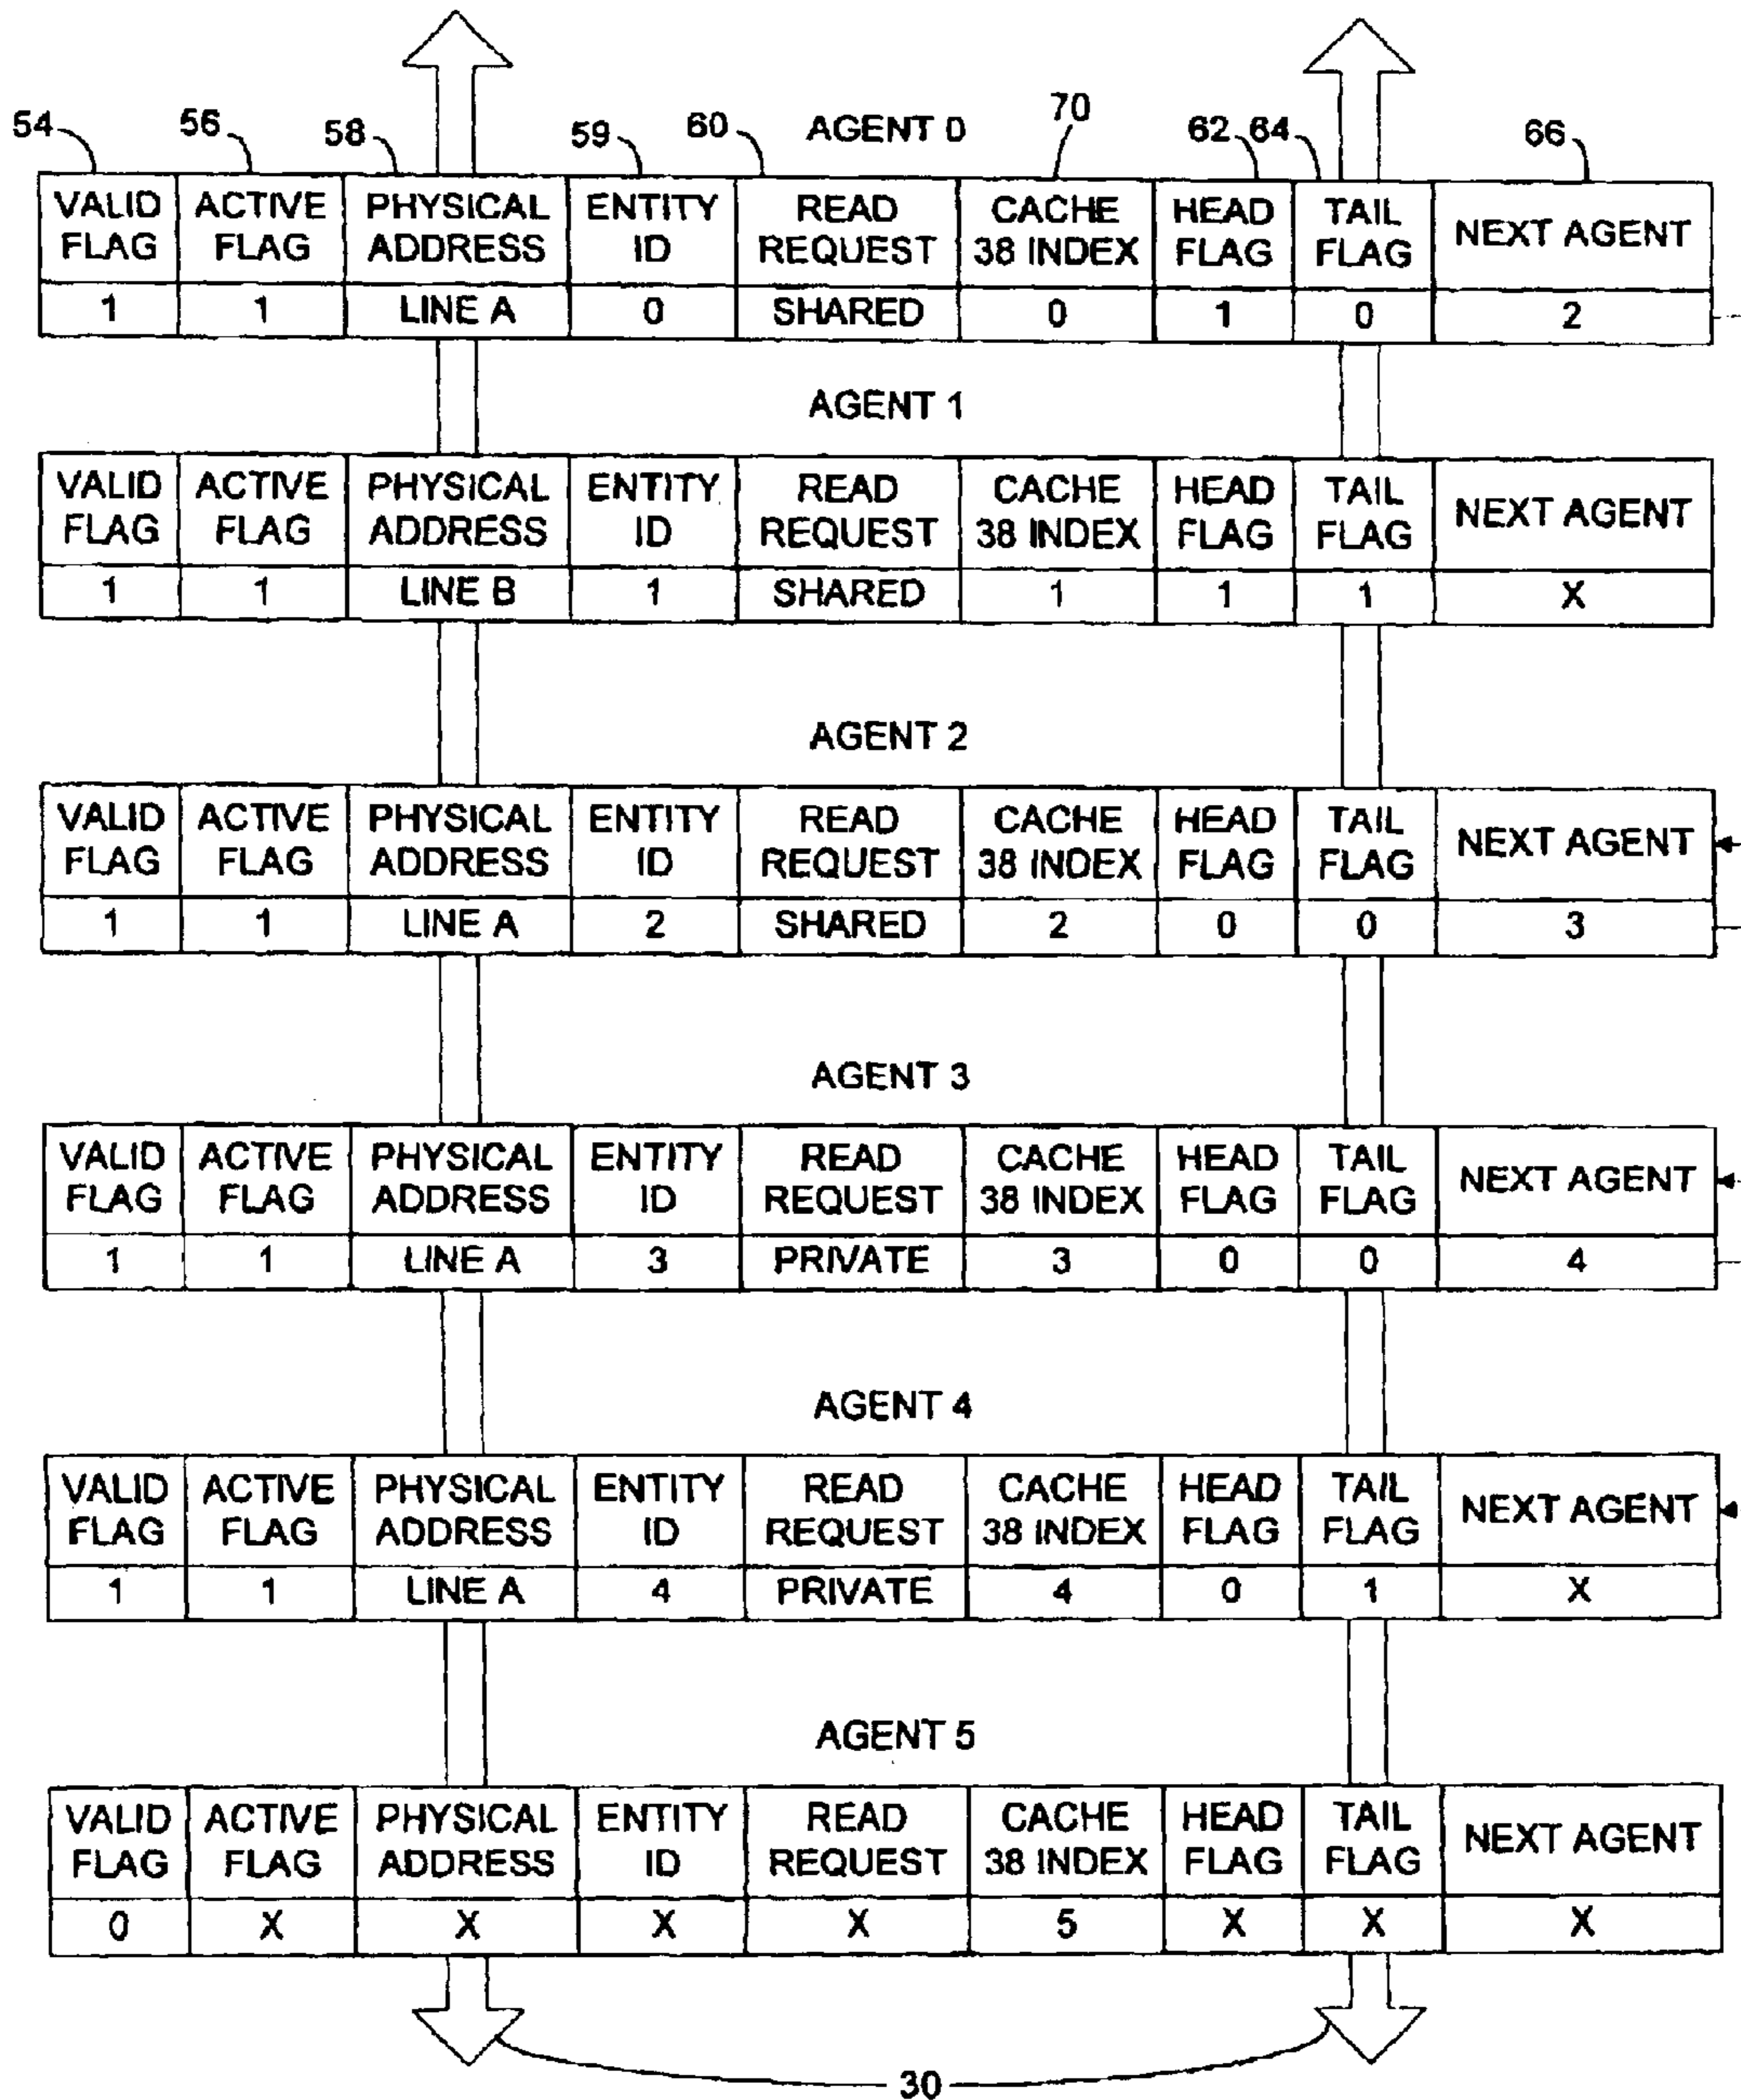 54 56 58 59 60 AGENT 0 70 62 64 66
VALID FLAG ACTIVE FLAG PHYSICAL ADDRESS ENTITY ID READ REQUEST CACHE 38 INDEX HEAD FLAG TAIL FLAG NEXT AGENT
1 1 LINE A 0 SHARED 0 1 0 2
AGENT 1
VALID FLAG ACTIVE FLAG PHYSICAL ADDRESS ENTITY ID READ REQUEST CACHE 38 INDEX HEAD FLAG TAIL FLAG NEXT AGENT
1 1 LINE B 1 SHARED 1 1 1 X
AGENT 2
VALID FLAG ACTIVE FLAG PHYSICAL ADDRESS ENTITY ID READ REQUEST CACHE 38 INDEX HEAD FLAG TAIL FLAG NEXT AGENT
1 1 LINE A 2 SHARED 2 0 0 3
AGENT 3
VALID FLAG ACTIVE FLAG PHYSICAL ADDRESS ENTITY ID READ REQUEST CACHE 38 INDEX HEAD FLAG TAIL FLAG NEXT AGENT
1 1 LINE A 3 PRIVATE 3 0 0 4
AGENT 4
VALID FLAG ACTIVE FLAG PHYSICAL ADDRESS ENTITY ID READ REQUEST CACHE 38 INDEX HEAD FLAG TAIL FLAG NEXT AGENT
1 1 LINE A 4 PRIVATE 4 0 1 X
AGENT 5
VALID FLAG ACTIVE FLAG PHYSICAL ADDRESS ENTITY ID READ REQUEST CACHE 38 INDEX HEAD FLAG TAIL FLAG NEXT AGENT
0 X X X X 5 X X X
30